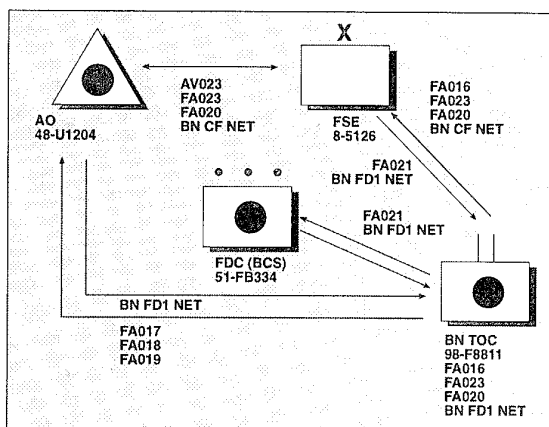 X
AO
48-U1204
AV023
FA023
FA020
BN CF NET
FSE
8-5126
FA016
FA023
FA020
BN CF NET
FA021
BN FD1 NET
FA021
BN FD1 NET
FDC (BCS)
51-FB334
BN FD1 NET
FA017
FA018
FA019
BN TOC
98-F8811
FA016
FA023
FA020
BN FD1 NET